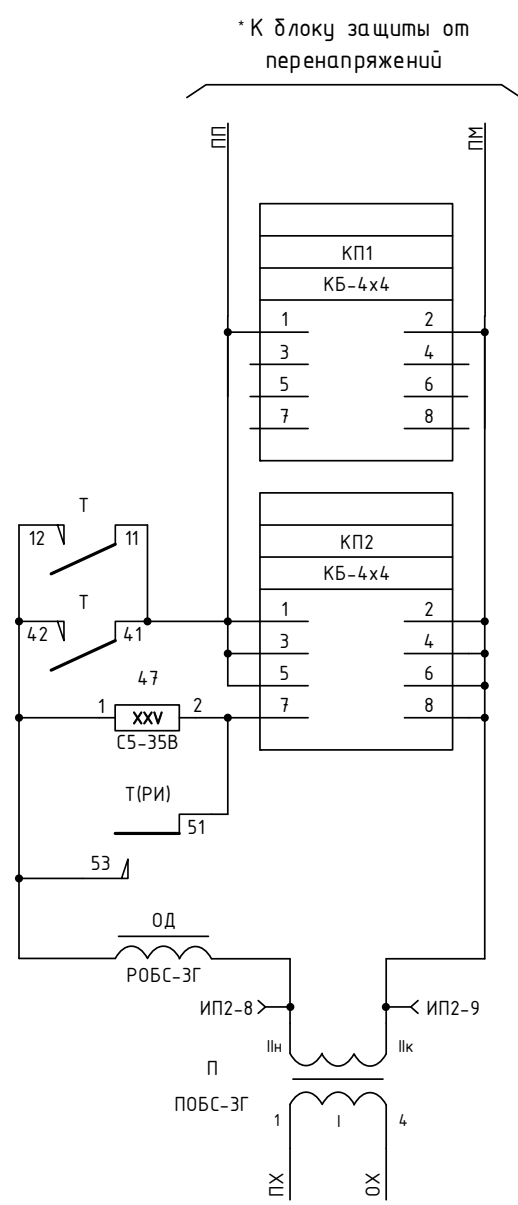 * К блоку защиты от
перенапряжений
ПП
ПМ
КП1
КБ-4х4
1 2
3 4
5 6
7 8
Т
12 11
КП2
КБ-4х4
Т
42 41
1 2
3 4
5 6
7 8
47
1 XXV 2
С5-35В
Т(РИ)
51
53
ОД
РОБС-3Г
ИП2-8
ИП2-9
IIн
IIк
П
ПОБС-3Г
1 I 4
ПХ
ОХ